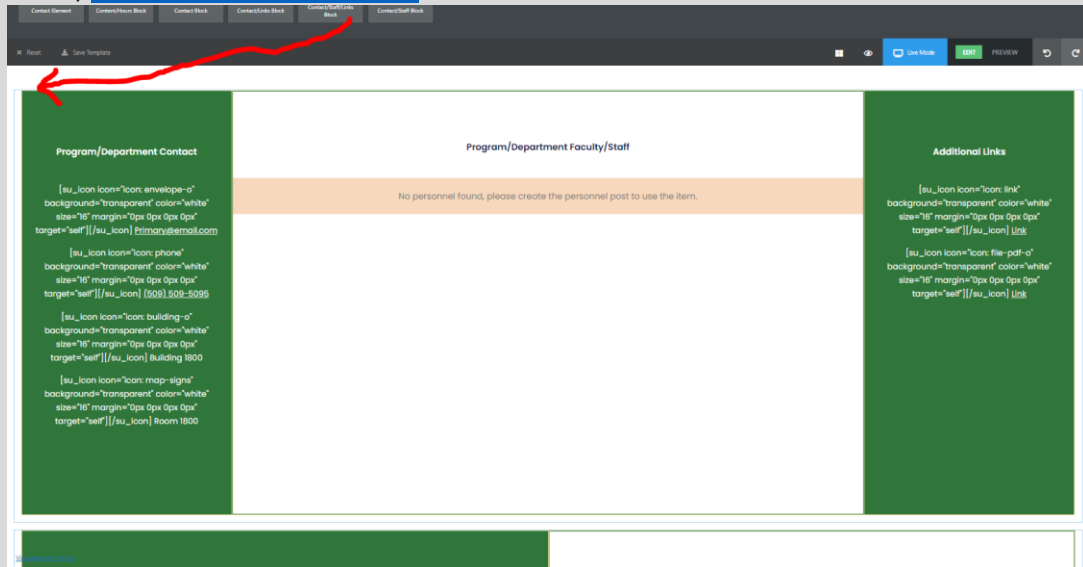 Contact Element
Content/Hours Block
Contact Block
Contact/Links Block
Contact/Staff/Links
Block
Contact/Staff Block
Reset
Save Template
Live Mode
EDIT
PREVIEW
Program/Department Contact
[su_icon icon="icon: envelope-o"
background="transparent" color="white"
size="16" margin="0px 0px 0px 0px"
target="self"][/su_icon] Primary@email.com
[su_icon icon="icon: phone"
background="transparent" color="white"
size="16" margin="0px 0px 0px 0px"
target="self"][/su_icon] (509) 509-5095
[su_icon icon="icon: building-o"
background="transparent" color="white"
size="16" margin="0px 0px 0px 0px"
target="self"][/su_icon] Building 1800
[su_icon icon="icon: map-signs"
background="transparent" color="white"
size="16" margin="0px 0px 0px 0px"
target="self"][/su_icon] Room 1800
Program/Department Faculty/Staff
No personnel found, please create the personnel post to use the item.
Additional Links
[su_icon icon="icon: link"
background="transparent" color="white"
size="16" margin="0px 0px 0px 0px"
target="self"][/su_icon] Link
[su_icon icon="icon: file-pdf-o"
background="transparent" color="white"
size="16" margin="0px 0px 0px 0px"
target="self"][/su_icon] Link